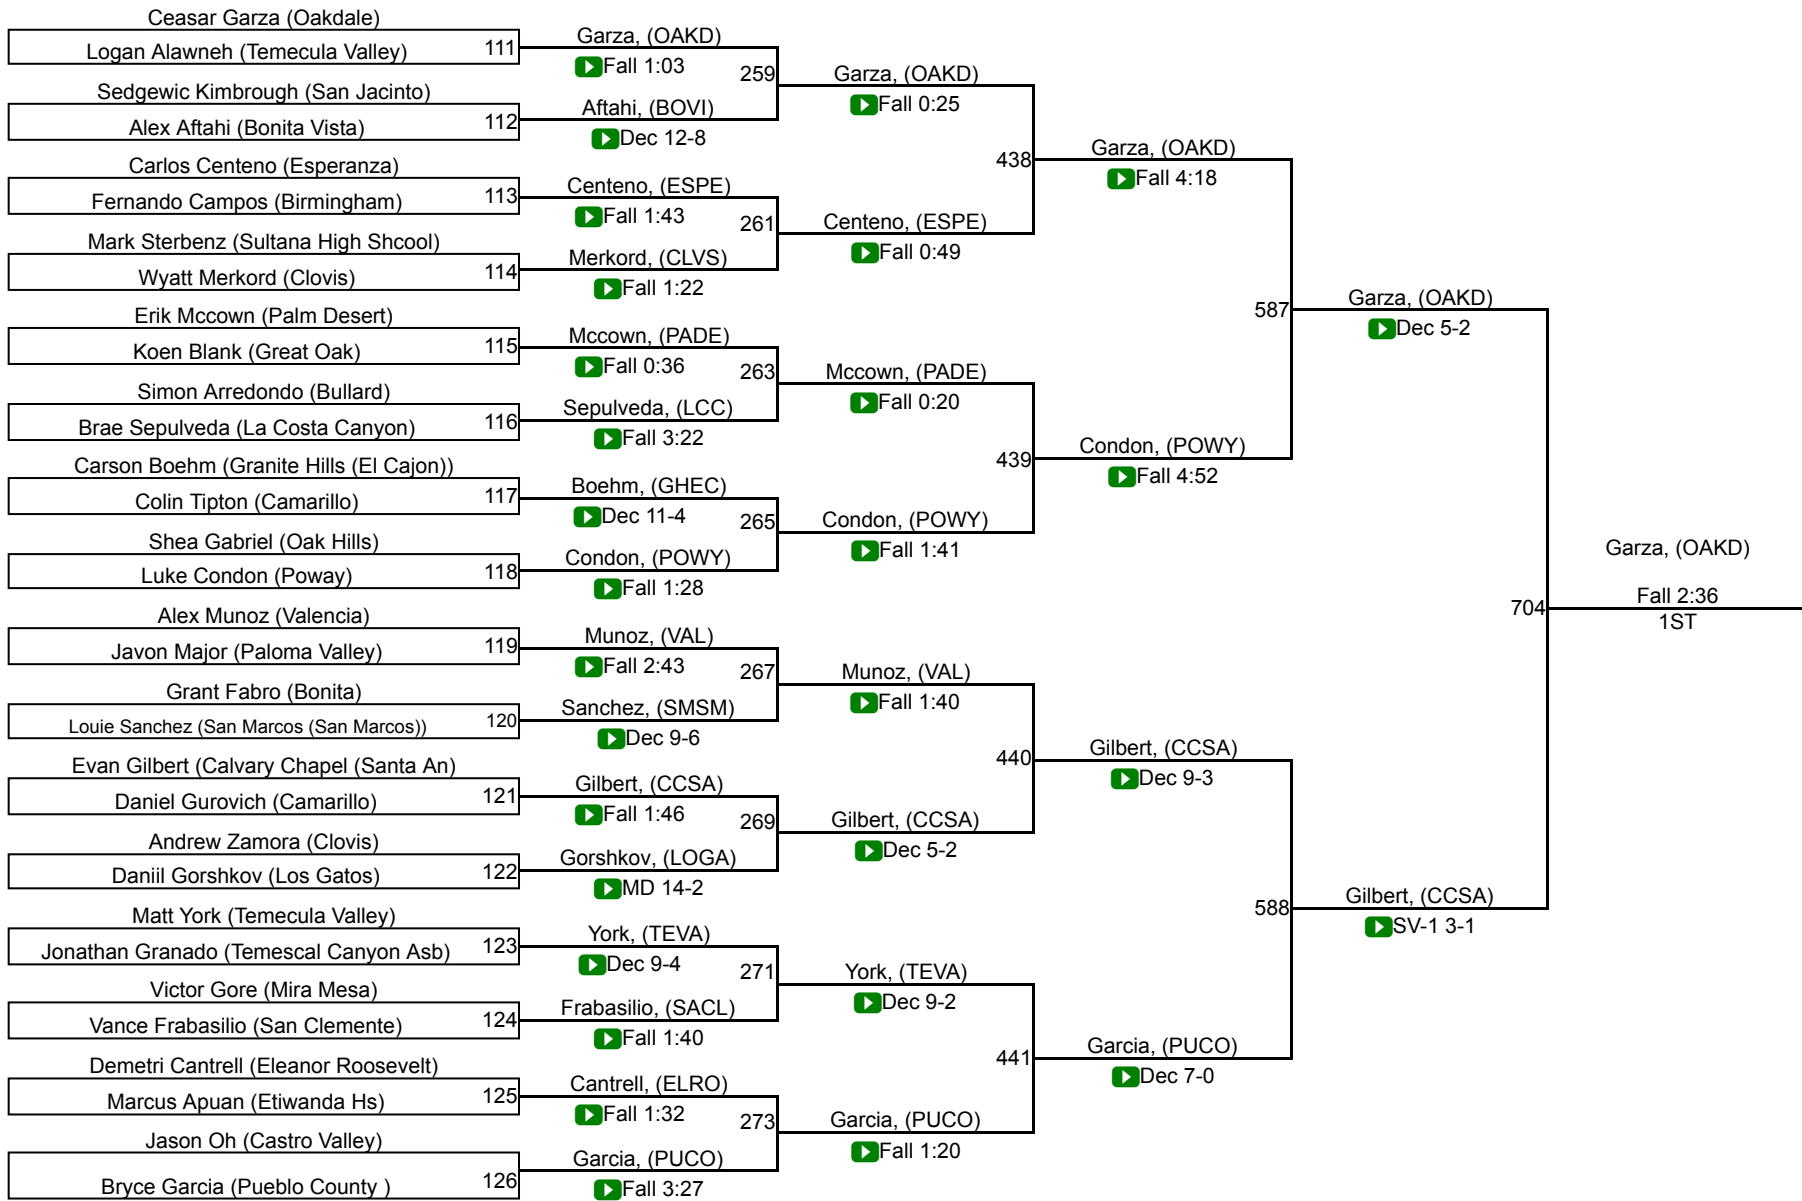 Ceasar Garza (Oakdale)
Logan Alawneh (Temecula Valley)
111
Sedgewic Kimbrough (San Jacinto)
Alex Aftahi (Bonita Vista)
112
Carlos Centeno (Esperanza)
Fernando Campos (Birmingham)
113
Mark Sterbenz (Sultana High Shcool)
Wyatt Merkord (Clovis)
114
Erik Mccown (Palm Desert)
Koen Blank (Great Oak)
115
Simon Arredondo (Bullard)
Brae Sepulveda (La Costa Canyon)
116
Carson Boehm (Granite Hills (El Cajon))
Colin Tipton (Camarillo)
117
Shea Gabriel (Oak Hills)
Luke Condon (Poway)
118
Alex Munoz (Valencia)
Javon Major (Paloma Valley)
119
Grant Fabro (Bonita)
Louie Sanchez (San Marcos (San Marcos))
120
Evan Gilbert (Calvary Chapel (Santa An)
Daniel Gurovich (Camarillo)
121
Andrew Zamora (Clovis)
Daniil Gorshkov (Los Gatos)
122
Matt York (Temecula Valley)
Jonathan Granado (Temescal Canyon Asb)
123
Victor Gore (Mira Mesa)
Vance Frabasilio (San Clemente)
124
Demetri Cantrell (Eleanor Roosevelt)
Marcus Apuan (Etiwanda Hs)
125
Jason Oh (Castro Valley)
Bryce Garcia (Pueblo County )
126
Garza, (OAKD)
Fall 1:03
259
Aftahi, (BOVI)
Dec 12-8
Centeno, (ESPE)
Fall 1:43
261
Merkord, (CLVS)
Fall 1:22
Mccown, (PADE)
Fall 0:36
263
Sepulveda, (LCC)
Fall 3:22
Boehm, (GHEC)
Dec 11-4
265
Condon, (POWY)
Fall 1:28
Munoz, (VAL)
Fall 2:43
267
Sanchez, (SMSM)
Dec 9-6
Gilbert, (CCSA)
Fall 1:46
269
Gorshkov, (LOGA)
MD 14-2
York, (TEVA)
Dec 9-4
271
Frabasilio, (SACL)
Fall 1:40
Cantrell, (ELRO)
Fall 1:32
273
Garcia, (PUCO)
Fall 3:27
Garza, (OAKD)
Fall 0:25
438
Centeno, (ESPE)
Fall 0:49
Mccown, (PADE)
Fall 0:20
439
Condon, (POWY)
Fall 1:41
Munoz, (VAL)
Fall 1:40
440
Gilbert, (CCSA)
Dec 5-2
York, (TEVA)
Dec 9-2
441
Garcia, (PUCO)
Fall 1:20
Garza, (OAKD)
Fall 4:18
587
Condon, (POWY)
Fall 4:52
Gilbert, (CCSA)
Dec 9-3
588
Garcia, (PUCO)
Dec 7-0
Garza, (OAKD)
Dec 5-2
704
Gilbert, (CCSA)
SV-1 3-1
Garza, (OAKD)
Fall 2:36
1ST